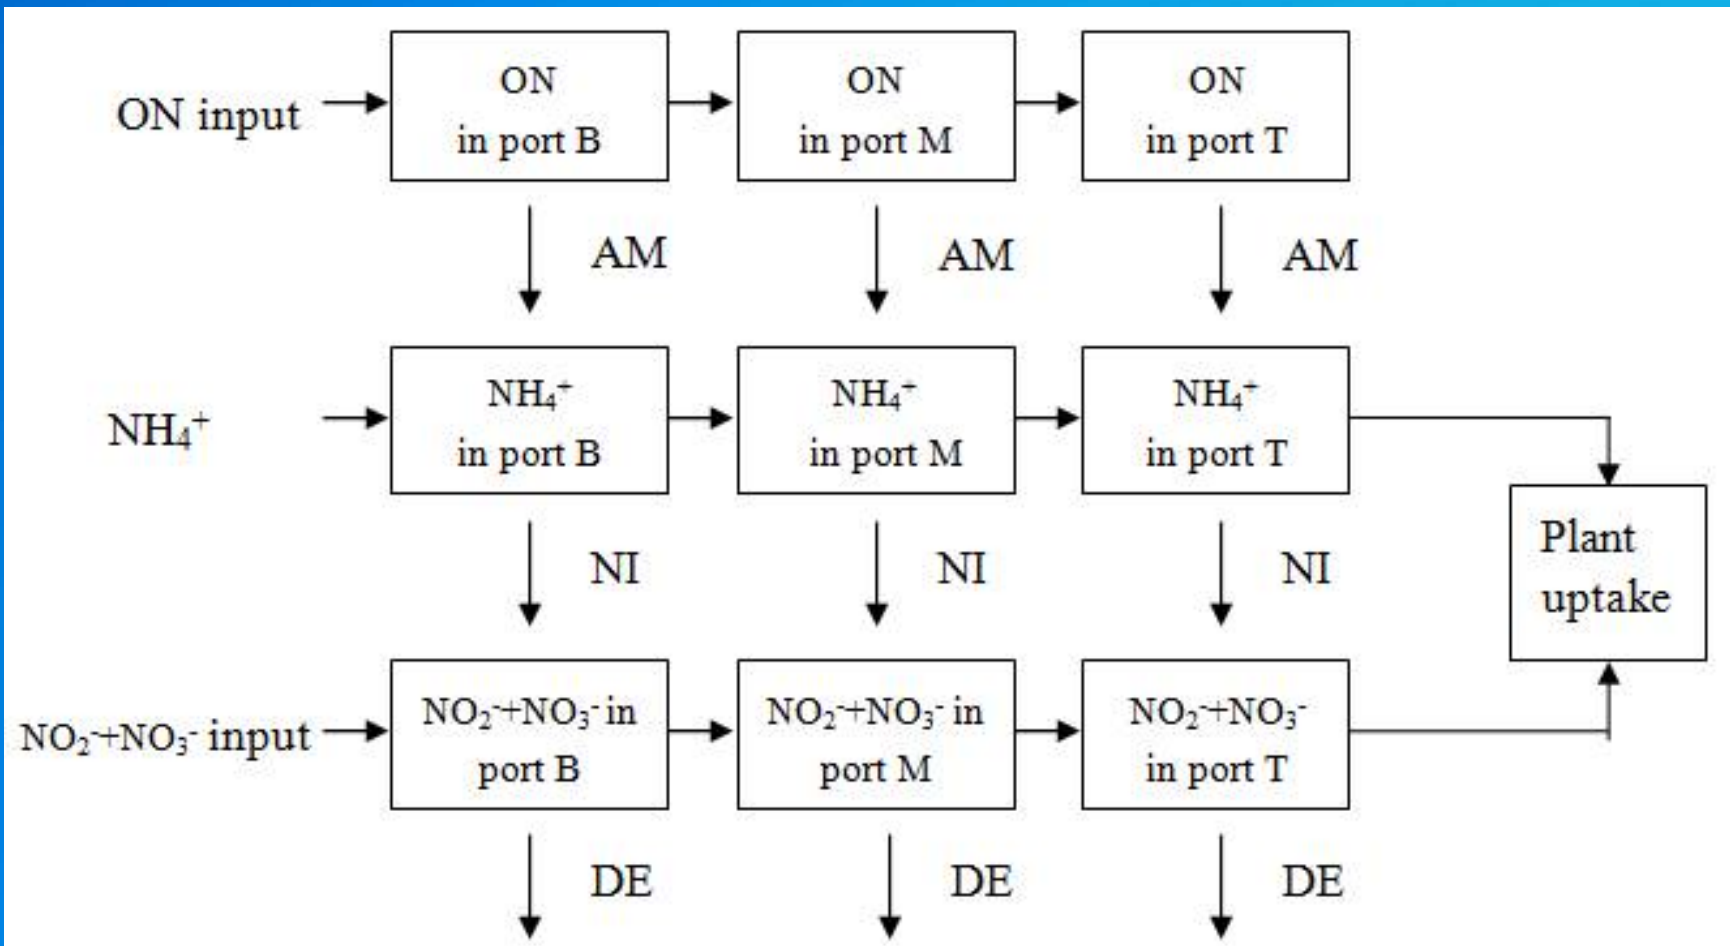 ON input
ON
in port B
ON
in port M
ON
in port T
AM
AM
AM
NH₄⁺
NH₄⁺
in port B
NH₄⁺
in port M
NH₄⁺
in port T
Plant
uptake
NI
NI
NI
NO₂⁻+NO₃⁻ input
NO₂⁻+NO₃⁻ in
port B
NO₂⁻+NO₃⁻ in
port M
NO₂⁻+NO₃⁻
in port T
DE
DE
DE